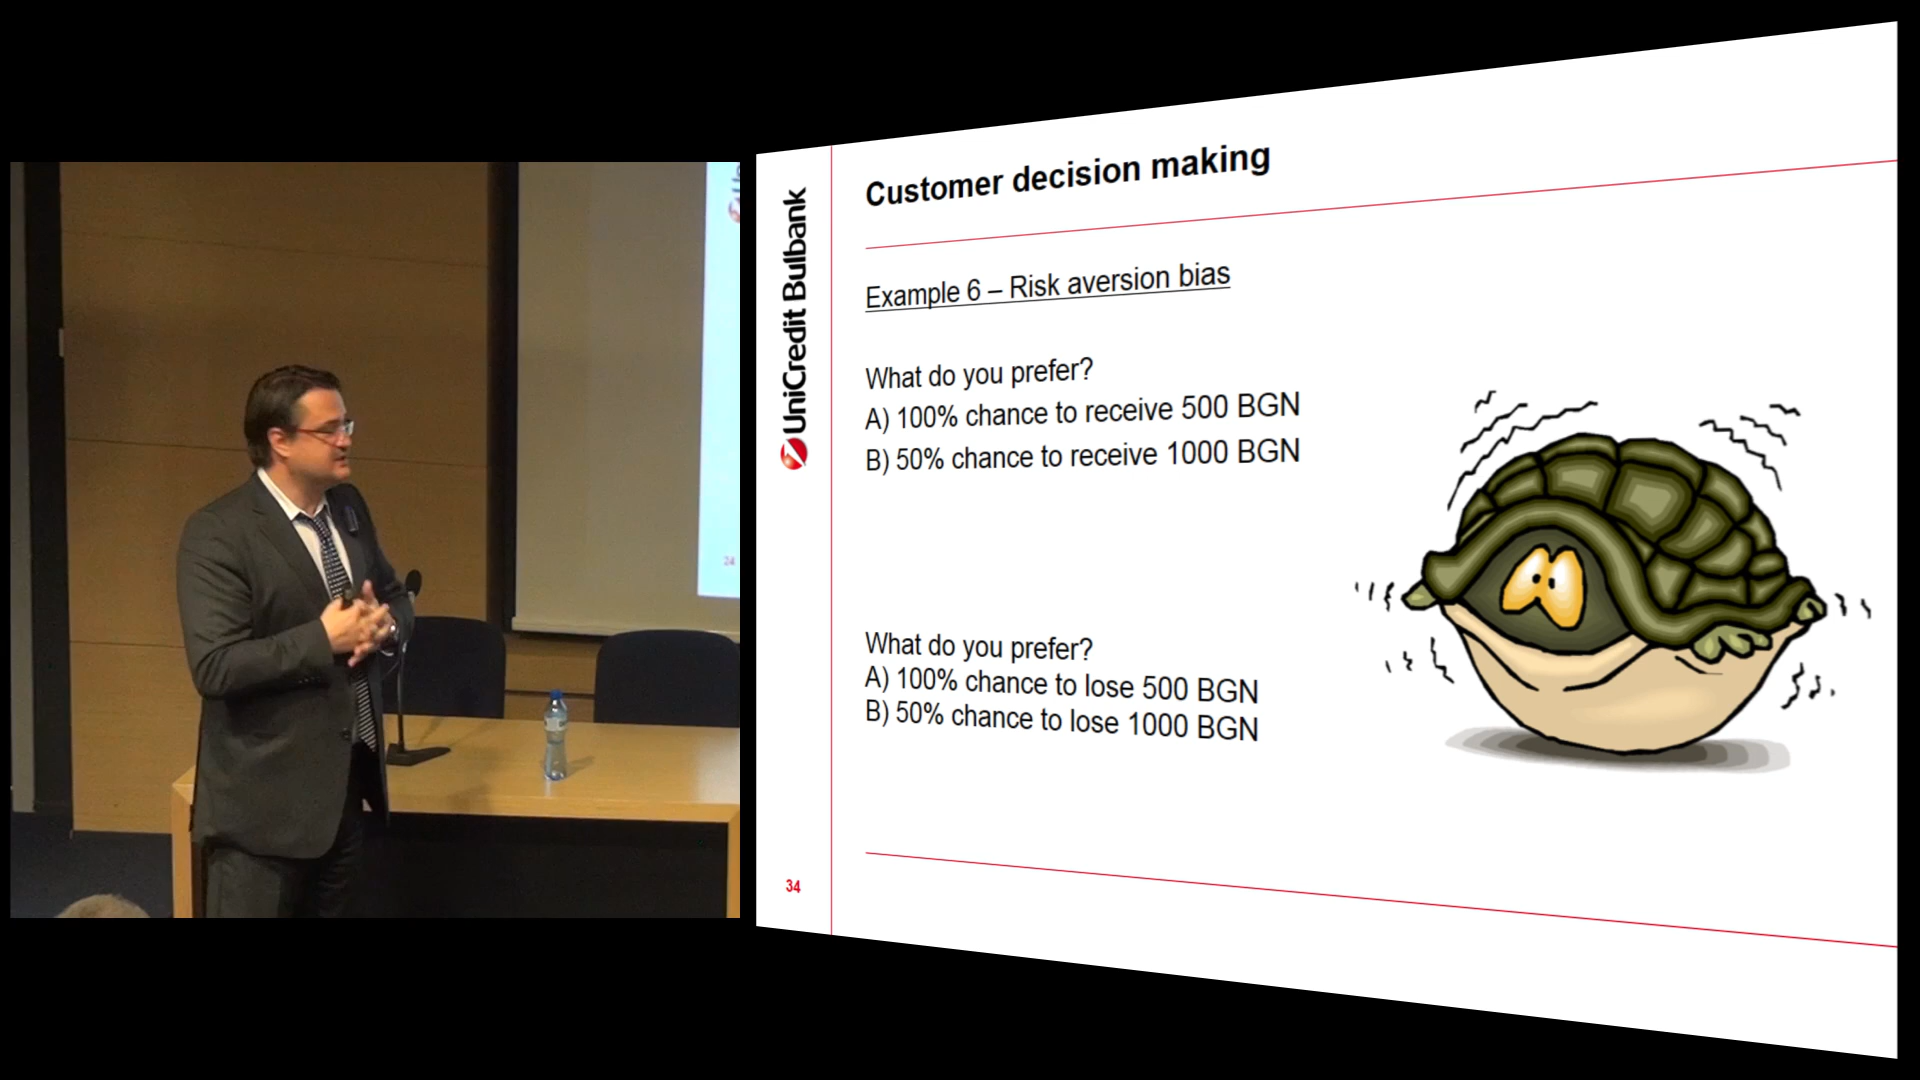 UniCredit Bulbank
Customer decision making
Example 6 – Risk aversion bias
What do you prefer?
A) 100% chance to receive 500 BGN
B) 50% chance to receive 1000 BGN
What do you prefer?
A) 100% chance to lose 500 BGN
B) 50% chance to lose 1000 BGN
34